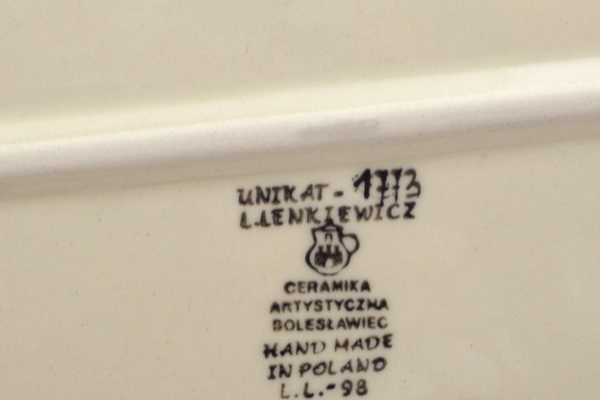 UNIKAT - 1773
L.LENKIEWICZ
CERAMIKA
ARTYSTYCZNA
BOLESŁAWIEC
HAND MADE
IN POLAND
L.L.-98